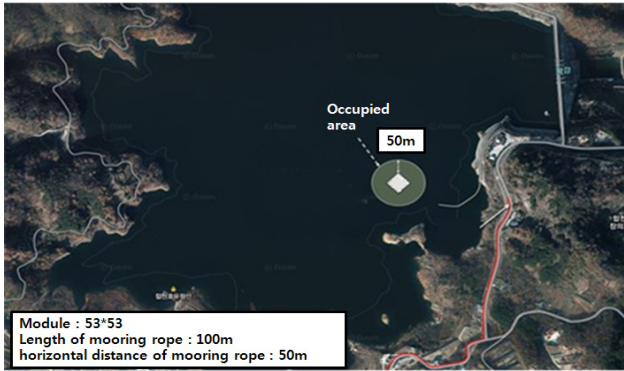 Occupied
area
50m
Module : 53*53
Length of mooring rope : 100m
horizontal distance of mooring rope : 50m